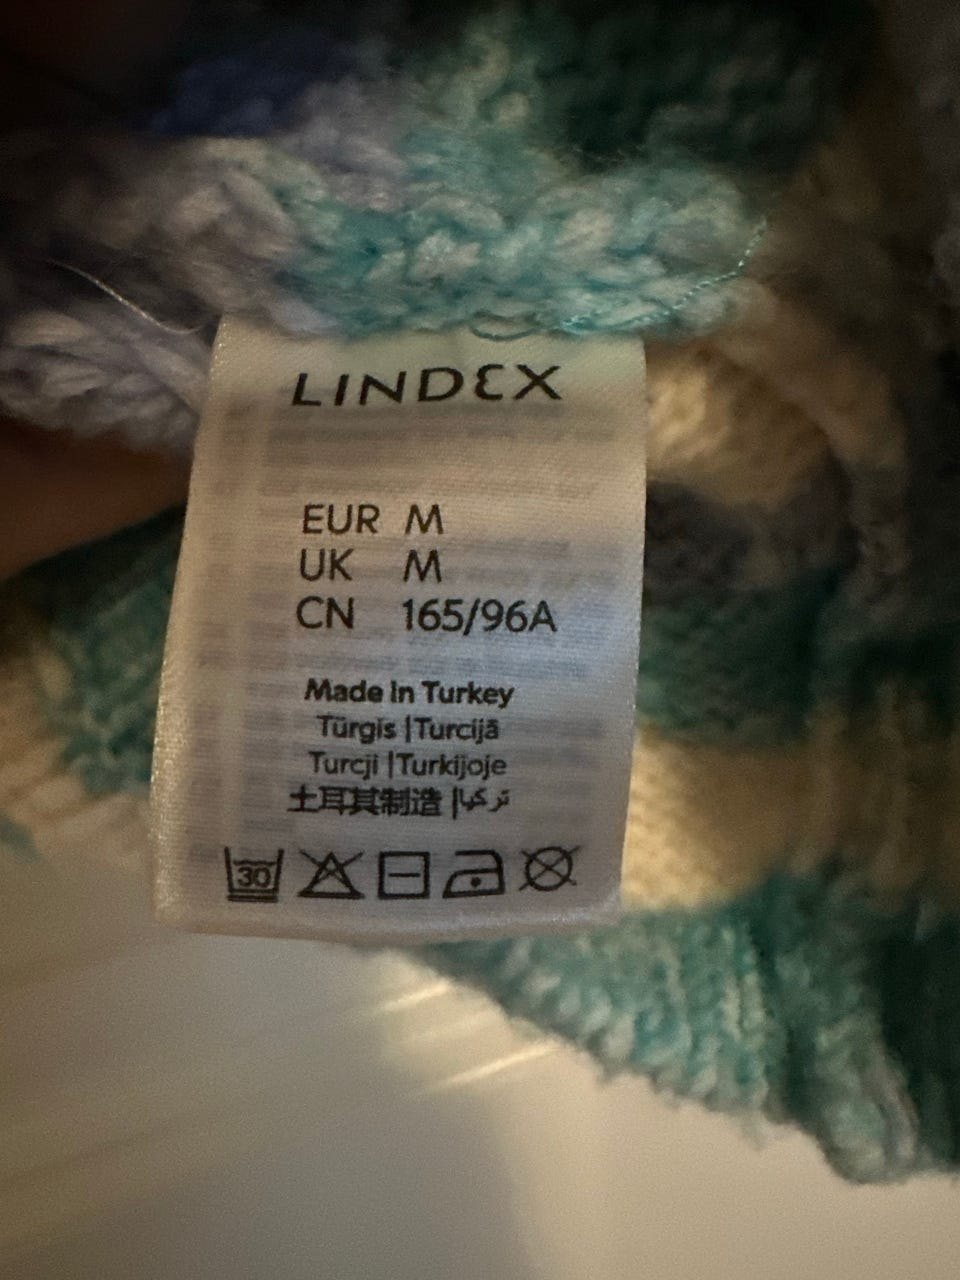 LINDEX
EUR M
UK M
CN 165/96A
Made in Turkey
Türgis | Turcijā
Turcji | Turkijoje
土耳其制造 | تركيا
30